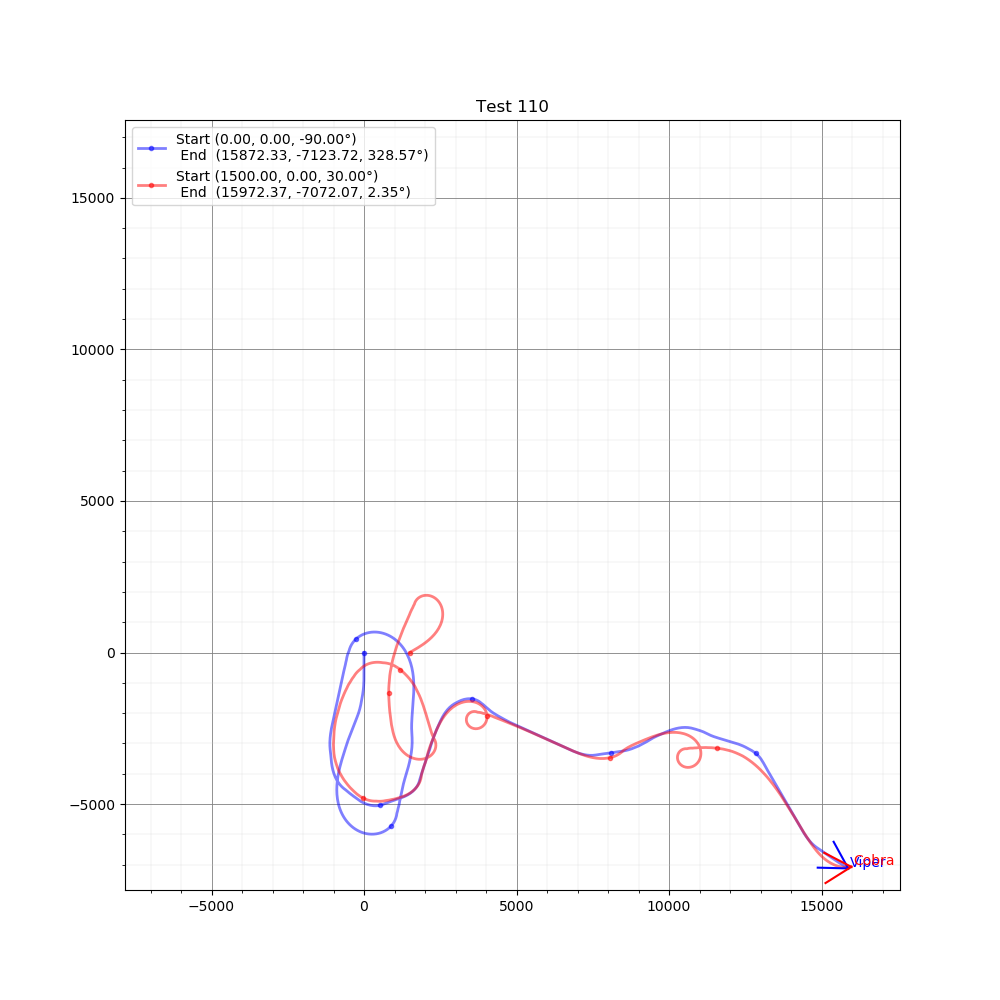 Test 110
Start (0.00, 0.00, -90.00°)
End (15872.33, -7123.72, 328.57°)
Start (1500.00, 0.00, 30.00°)
End (15972.37, -7072.07, 2.35°)
15000
10000
5000
0
−5000
Viper
Cobra
−5000
0
5000
10000
15000